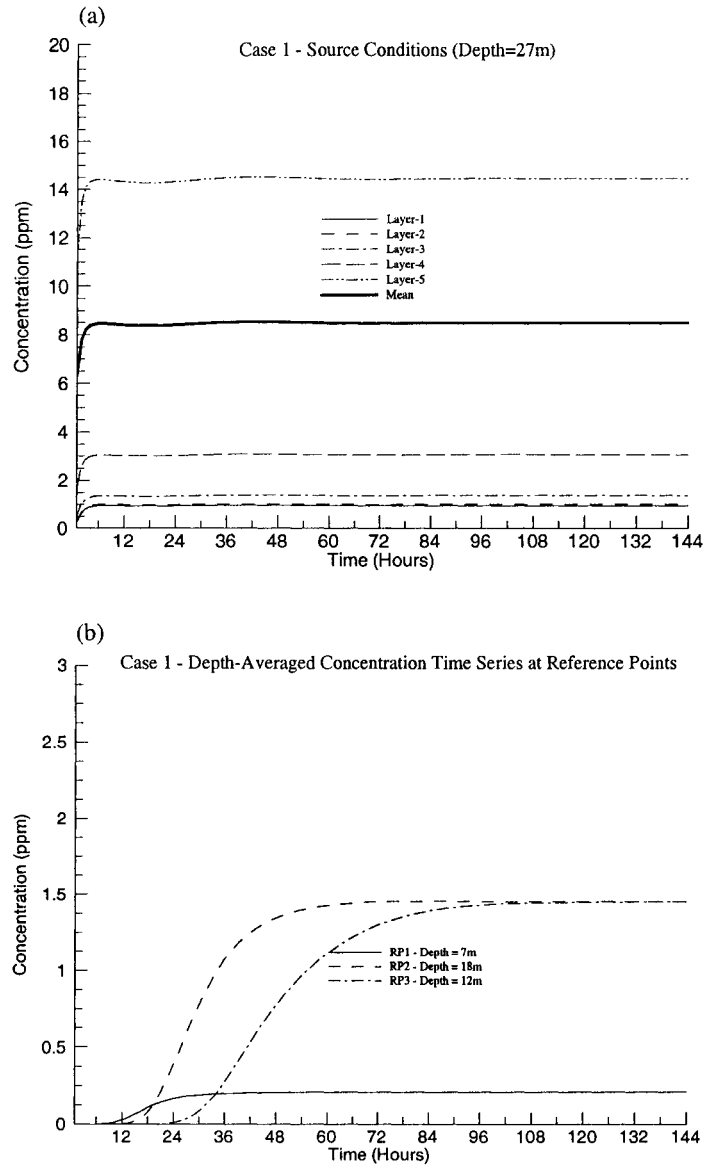 (a)
Case 1 - Source Conditions (Depth=27m)
20
18
16
14
12
10
8
6
4
2
0
Concentration (ppm)
Layer-1
Layer-2
Layer-3
Layer-4
Layer-5
Mean
12 24 36 48 60 72 84 96 108 120 132 144
Time (Hours)
(b)
Case 1 - Depth-Averaged Concentration Time Series at Reference Points
3
2.5
2
1.5
1
0.5
0
Concentration (ppm)
RP1 - Depth = 7m
RP2 - Depth = 18m
RP3 - Depth = 12m
12 24 36 48 60 72 84 96 108 120 132 144
Time (Hours)